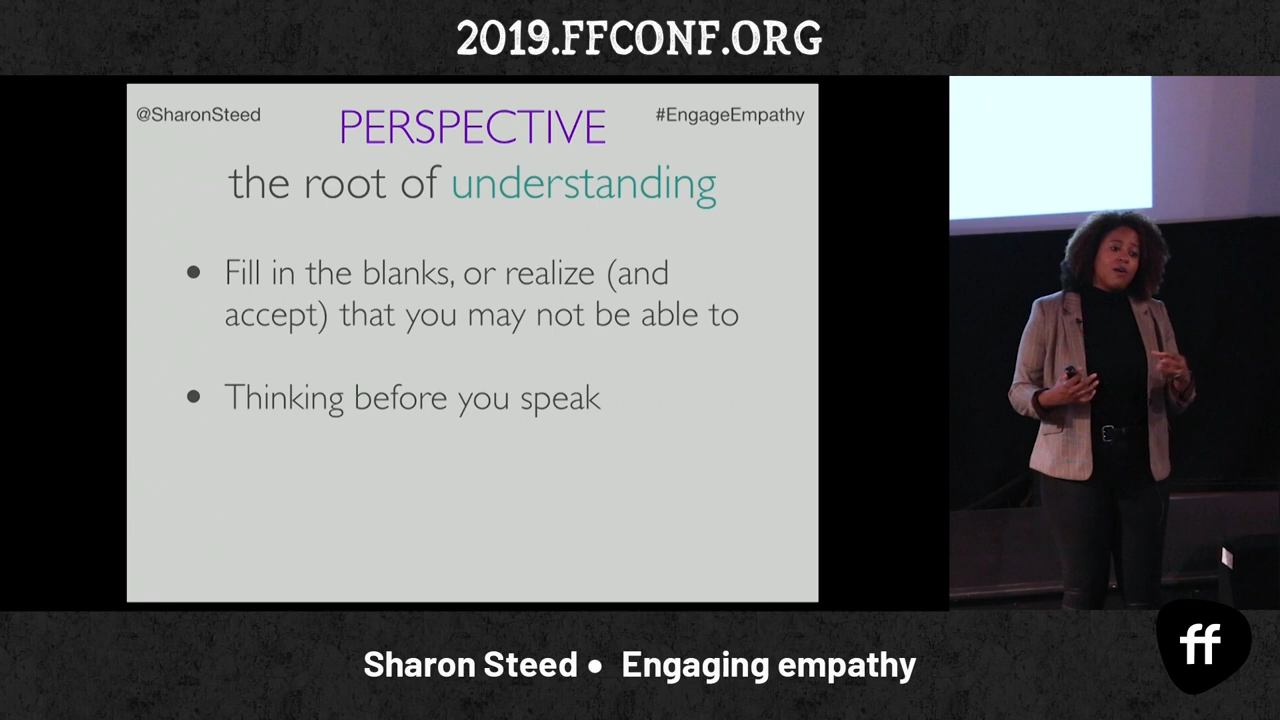 2019.FFCONF.ORG
@SharonSteed
PERSPECTIVE
#EngageEmpathy
the root of understanding
• Fill in the blanks, or realize (and
accept) that you may not be able to
• Thinking before you speak
Sharon Steed • Engaging empathy
ff